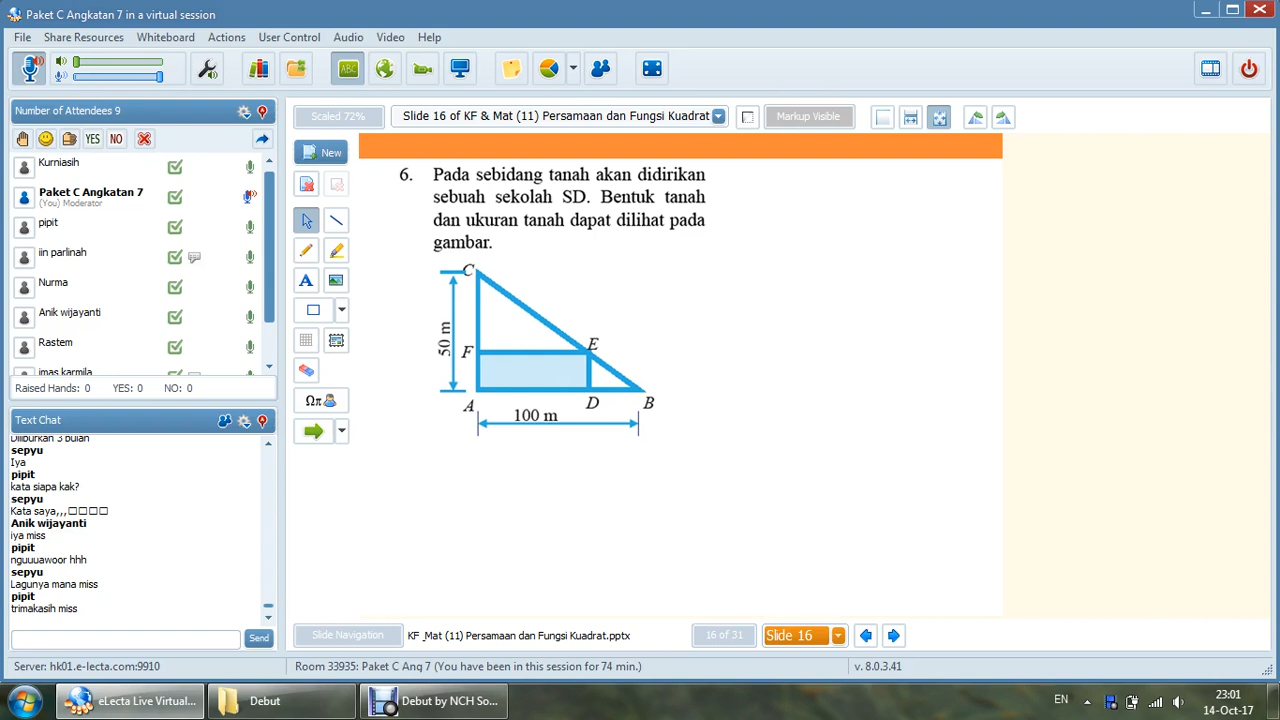 Paket C Angkatan 7 in a virtual session
File Share Resources Whiteboard Actions User Control Audio Video Help
ABC
Number of Attendees 9
YES NO
Kurniasih
Paket C Angkatan 7
(You) Moderator
pipit
iin parlinah
Nurma
Anik wijayanti
Rastem
imas karmila
Raised Hands: 0 YES: 0 NO: 0
Text Chat
Diliburkan 3 bulan
sepyu
Iya
pipit
kata siapa kak?
sepyu
Kata saya,,,□□□□
Anik wijayanti
iya miss
pipit
nguuuawoor hhh
sepyu
Lagunya mana miss
pipit
trimakasih miss
Send
Scaled 72% Slide 16 of KF & Mat (11) Persamaan dan Fungsi Kuadrat Markup Visible
New
A
Ωπ
6. Pada sebidang tanah akan didirikan
sebuah sekolah SD. Bentuk tanah
dan ukuran tanah dapat dilihat pada
gambar.
C
50 m
F
E
A
D
B
100 m
Slide Navigation KF _Mat (11) Persamaan dan Fungsi Kuadrat.pptx 16 of 31 Slide 16
Server: hk01.e-lecta.com:9910 Room 33935: Paket C Ang 7 (You have been in this session for 74 min.) v. 8.0.3.41
eLecta Live Virtual... Debut Debut by NCH So... EN 23:01
14-Oct-17